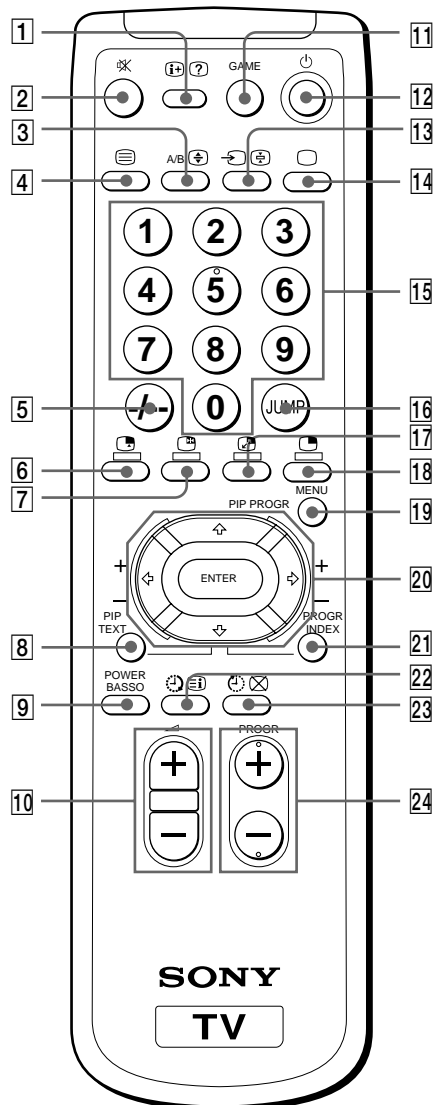 1
11
GAME
2
12
3
13
A/B
4
14
1 2 3
4 5 6
15
7 8 9
5
-/--
0
JUMP
16
17
6
18
7
MENU
19
PIP PROGR
+ +
ENTER
20
− −
PIP
TEXT
PROGR
INDEX
8
21
POWER
BASSO
22
9
23
PROGR
+ +
10
24
− −
SONY
TV